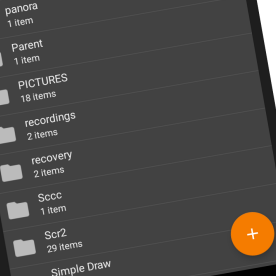 panora
1 item
Parent
1 item
PICTURES
18 items
recordings
2 items
recovery
2 items
Sccc
1 item
Scr2
29 items
Simple Draw